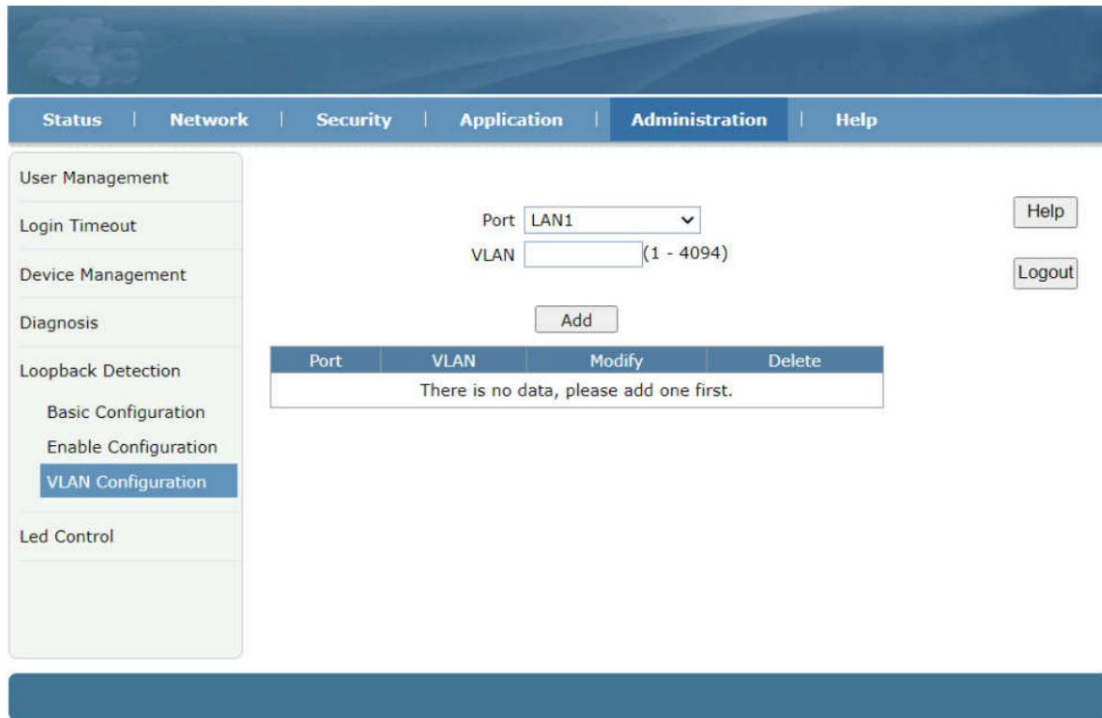 Status | Network | Security | Application | Administration | Help
User Management
Login Timeout
Device Management
Diagnosis
Loopback Detection
Basic Configuration
Enable Configuration
VLAN Configuration
Led Control
Port LAN1
VLAN (1 - 4094)
Add
Port VLAN Modify Delete
There is no data, please add one first.
Help
Logout